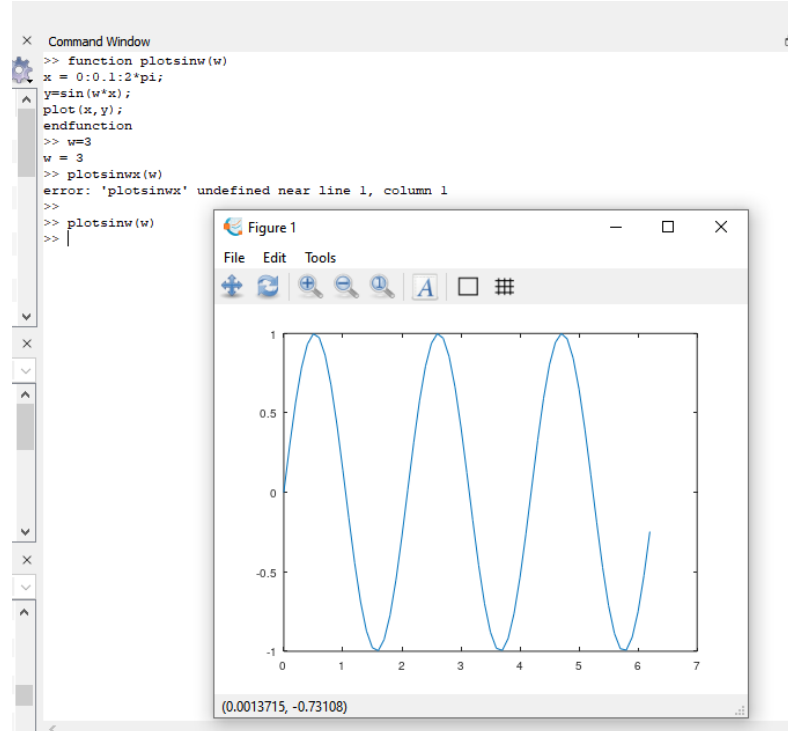 Command Window
>> function plotsinw(w)
x = 0:0.1:2*pi;
y=sin(w*x);
plot(x,y);
endfunction
>> w=3
w = 3
>> plotsinwx(w)
error: 'plotsinwx' undefined near line 1, column 1
>>
>> plotsinw(w)
>>
Figure 1
File Edit Tools
A
1
0.5
0
-0.5
-1
0 1 2 3 4 5 6 7
(0.0013715, -0.73108)